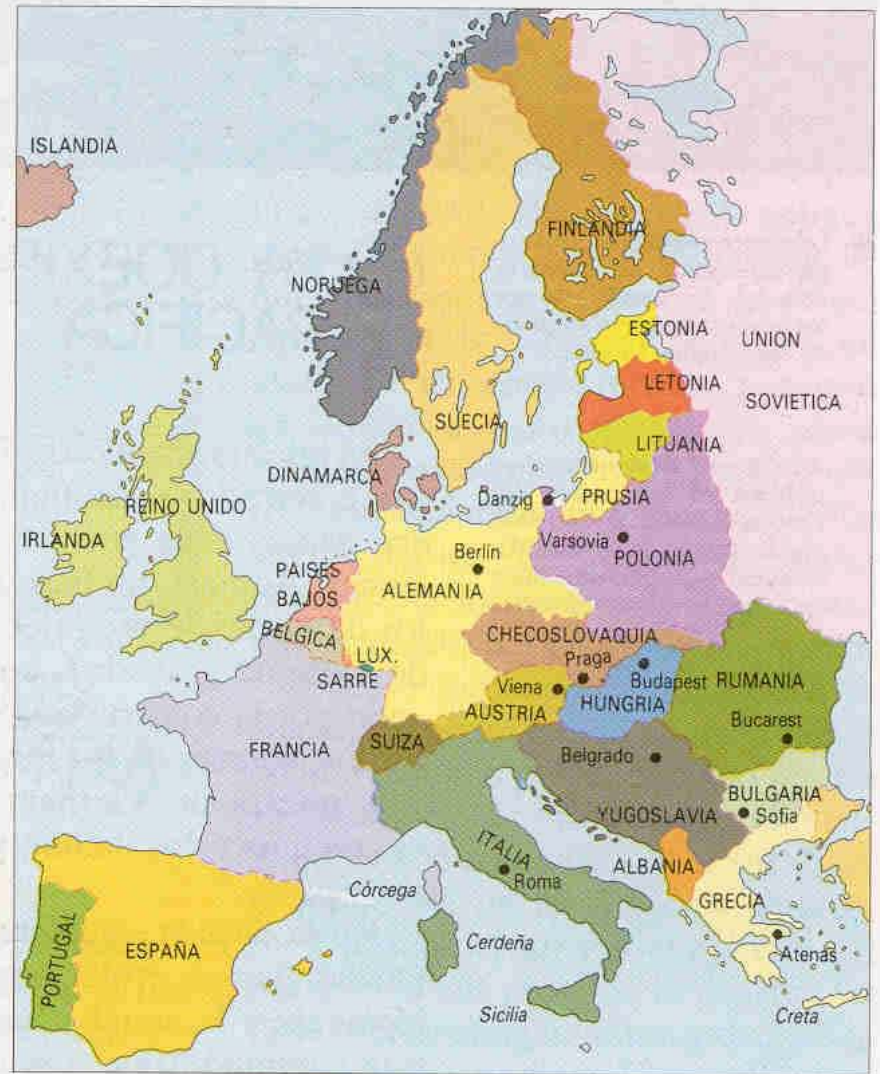 ISLANDIA
FINLANDIA
NORUEGA
ESTONIA
UNION
SOVIETICA
LETONIA
SUECIA
LITUANIA
DINAMARCA
Danzig
PRUSIA
REINO UNIDO
IRLANDA
Varsovia
POLONIA
Berlín
PAISES
BAJOS
ALEMANIA
BELGICA
CHECOSLOVAQUIA
LUX.
Praga
SARRE
Viena
Budapest
RUMANIA
HUNGRIA
AUSTRIA
Bucarest
FRANCIA
SUIZA
Belgrado
BULGARIA
YUGOSLAVIA
Sofia
ITALIA
ALBANIA
Roma
Córcega
GRECIA
PORTUGAL
ESPAÑA
Cerdeña
Atenas
Sicilia
Creta